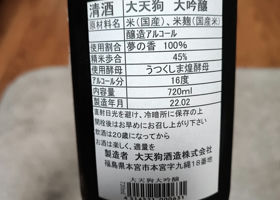 清酒 大天狗 大吟醸
原材料名 米(国産)、米麹(国産米)
醸造アルコール
使用割合 夢の香 100%
精米歩合 45%
使用酵母 うつくしま煌酵母
アルコール分 16度
内容量 720ml
製造年月 22.02
直射日光を避け、冷暗所に保存の上
開栓後はお早めにお召し上がり下さい。
飲酒は20歳になってから
お酒は楽しく、適量を
製造者 大天狗酒造株式会社
福島県本宮市本宮字九縄18番地
大天狗大吟醸